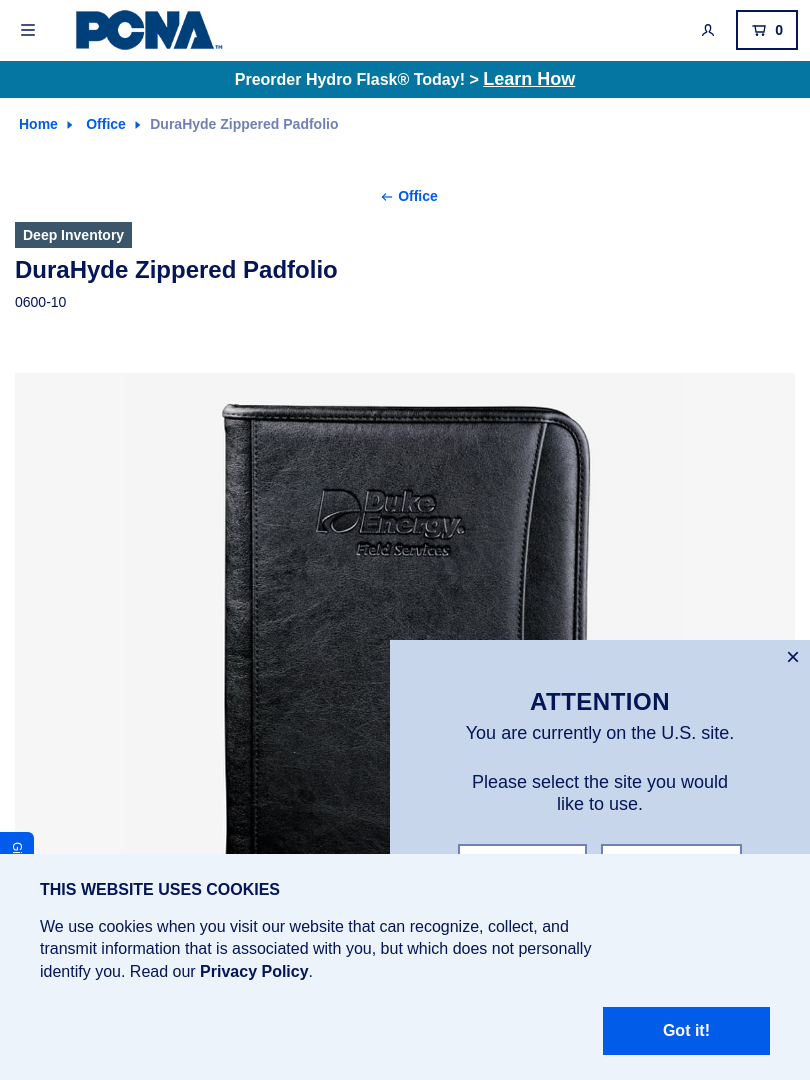 PCNA™
0
Preorder Hydro Flask® Today! > Learn How
Home
Office
DuraHyde Zippered Padfolio
Office
Deep Inventory
DuraHyde Zippered Padfolio
0600-10
Duke
Energy®
Field Services
ATTENTION
You are currently on the U.S. site.
Please select the site you would
like to use.
THIS WEBSITE USES COOKIES
We use cookies when you visit our website that can recognize, collect, and
transmit information that is associated with you, but which does not personally
identify you. Read our Privacy Policy.
Got it!